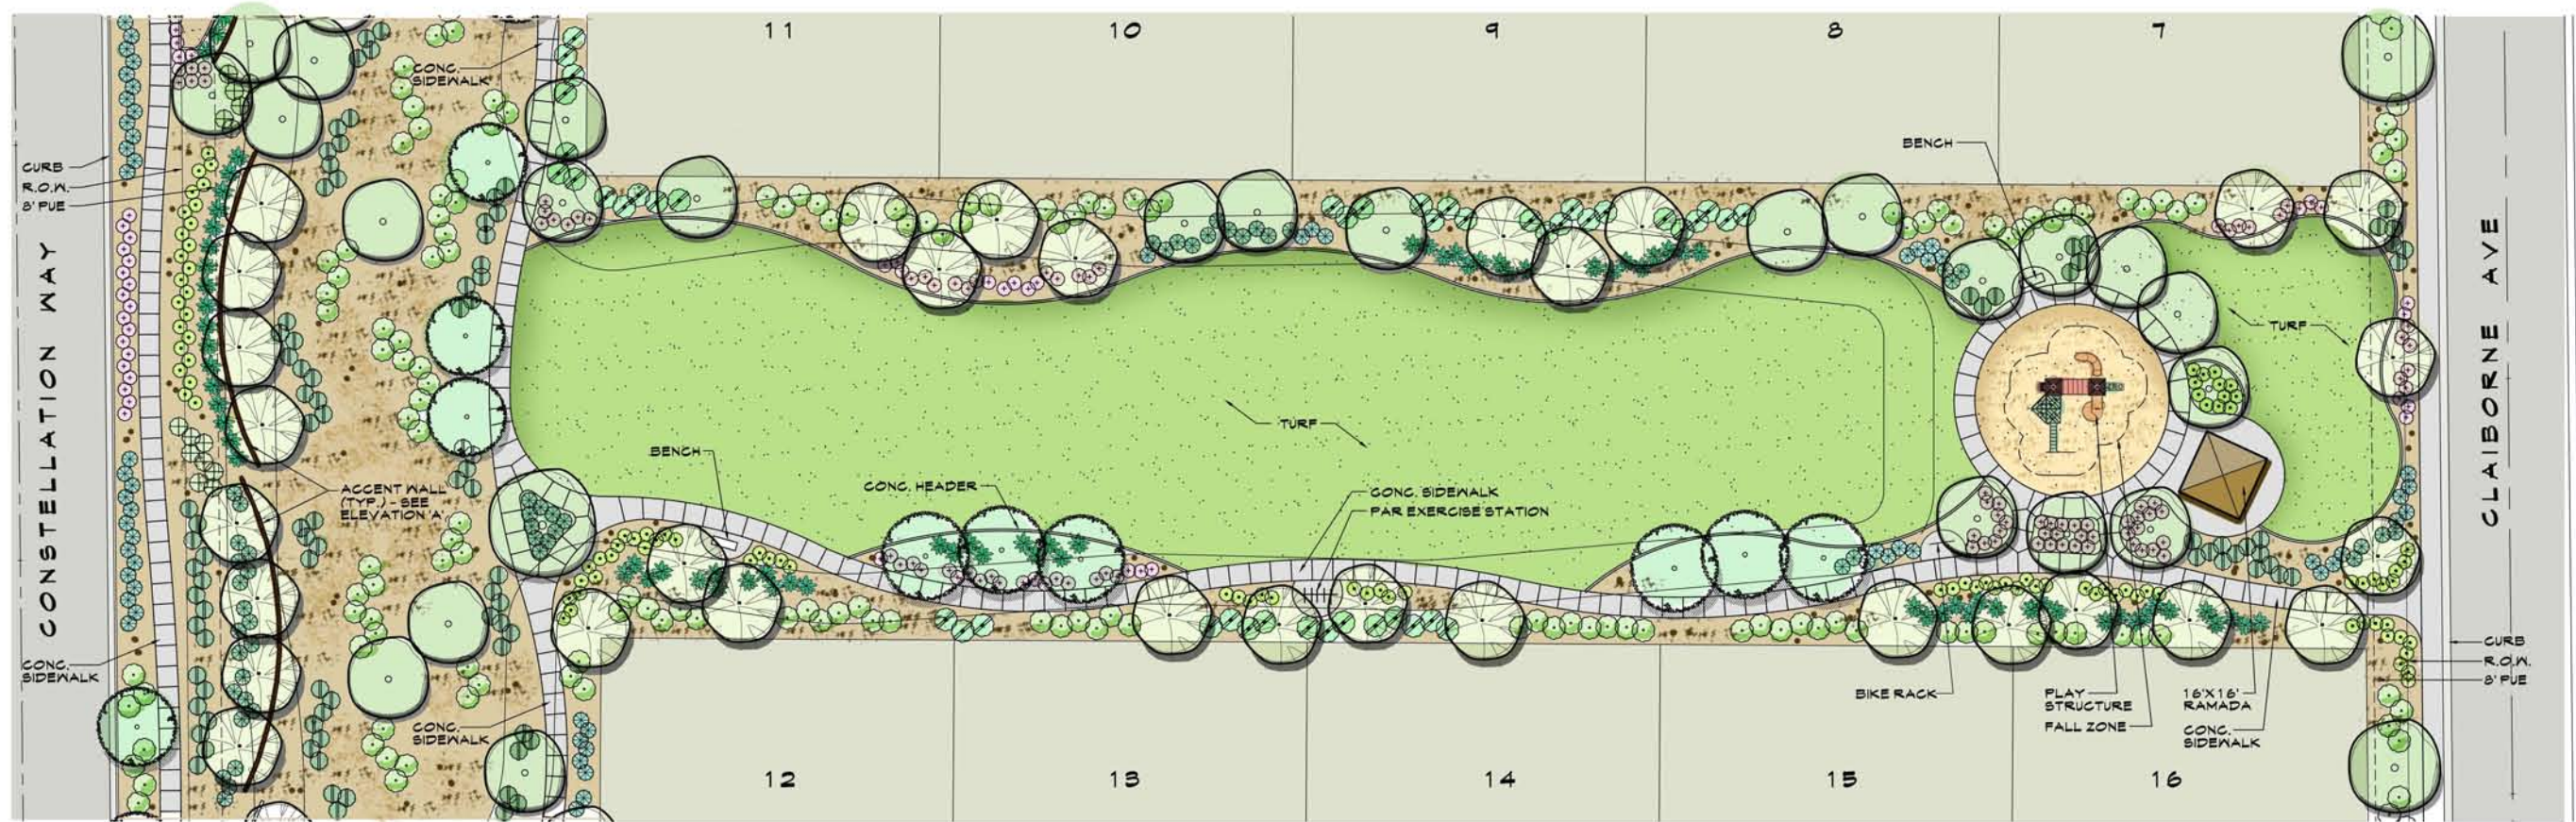 11
10
9
8
7
CONC.
SIDEWALK
CURB
R.O.W.
8' PUE
BENCH
CONSTELLATION WAY
CLAIBORNE AVE
TURF
TURF
BENCH
ACCENT WALL
(TYP.) - SEE
ELEVATION 'A'
CONC. HEADER
CONC. SIDEWALK
PAR EXERCISE STATION
CONC.
SIDEWALK
CONC.
SIDEWALK
BIKE RACK
PLAY
STRUCTURE
FALL ZONE
16'X16'
RAMADA
CONC.
SIDEWALK
CURB
R.O.W.
8' PUE
12
13
14
15
16